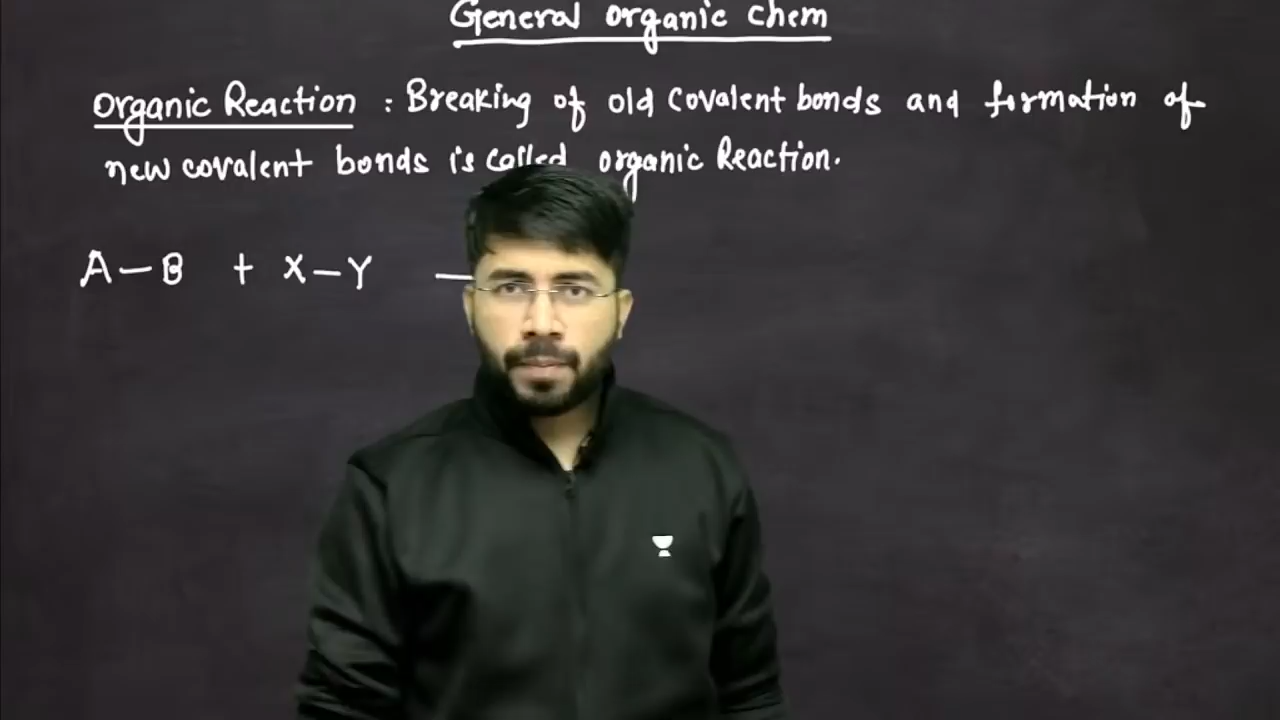 General organic chem
organic Reaction : Breaking of old covalent bonds and formation of
new covalent bonds is called organic Reaction.
A–B + X–Y —